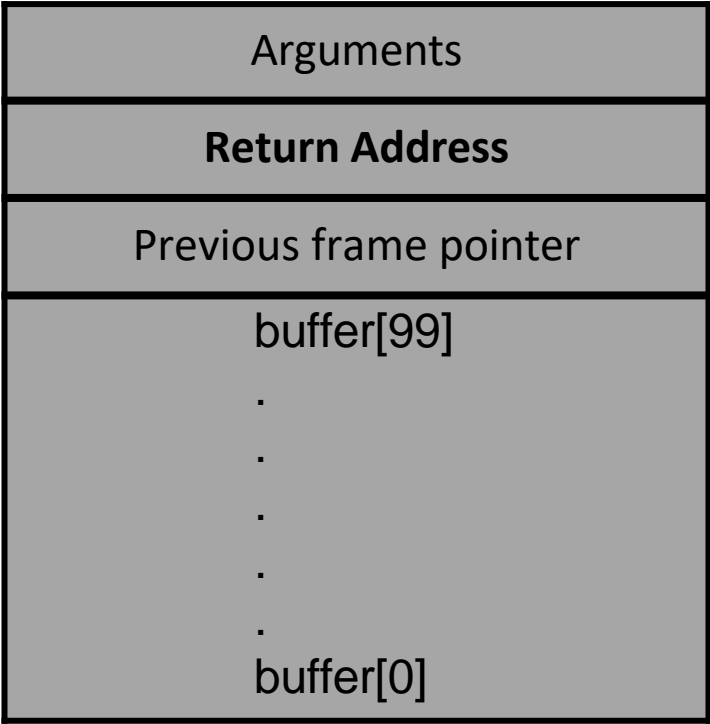 Arguments
Return Address
Previous frame pointer
buffer[99]
.
.
.
.
.
buffer[0]